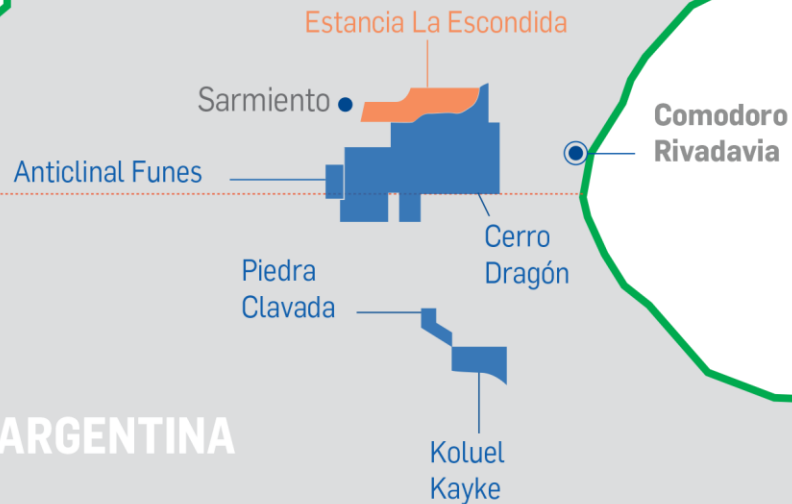 Estancia La Escondida
Sarmiento
Comodoro
Rivadavia
Anticlinal Funes
Cerro
Dragón
Piedra
Clavada
ARGENTINA
Koluel
Kayke